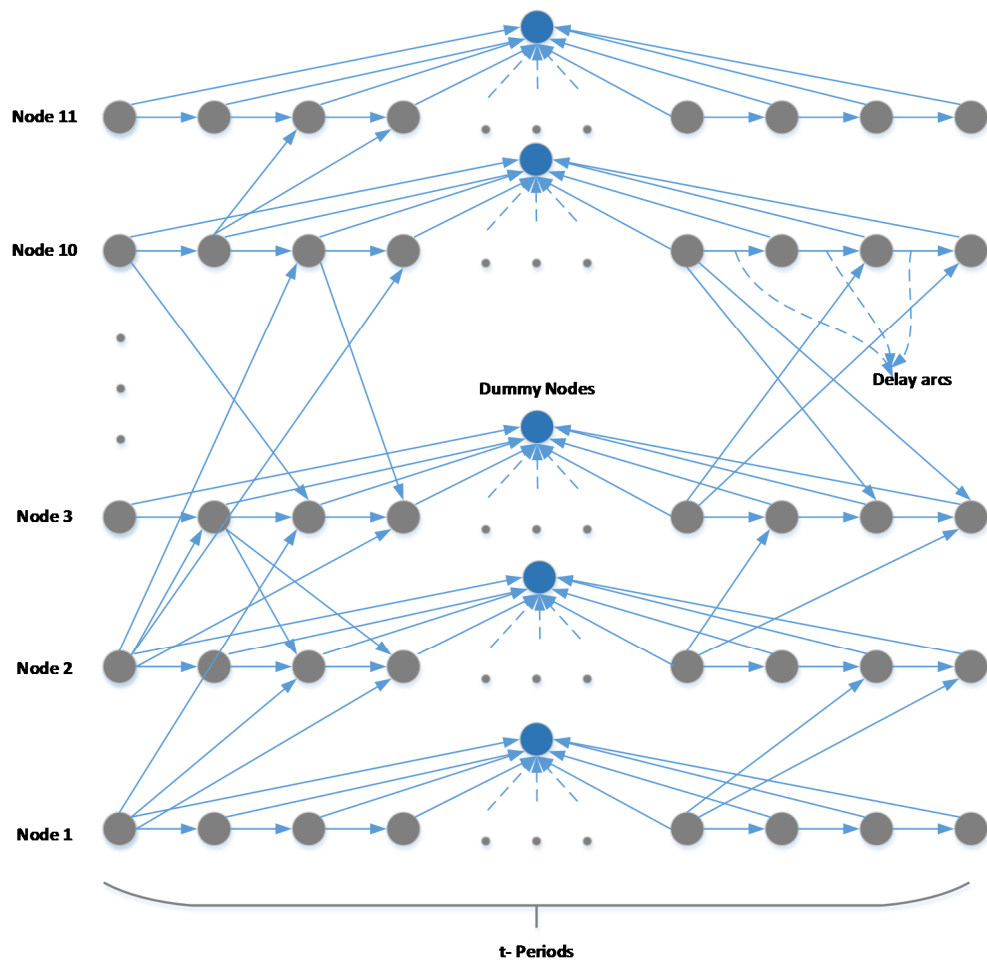 Node 11
Node 10
Delay arcs
Dummy Nodes
Node 3
Node 2
Node 1
t- Periods